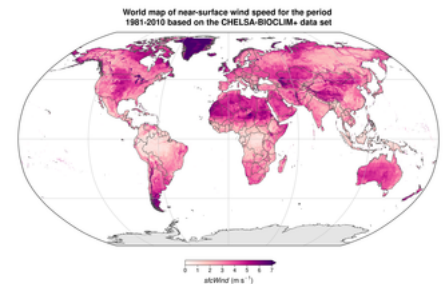 World map of near-surface wind speed for the period
1981-2010 based on the CHELSA-BIOCLIM+ data set
0 1 2 3 4 5 6 7
sfcWind (m s⁻¹)